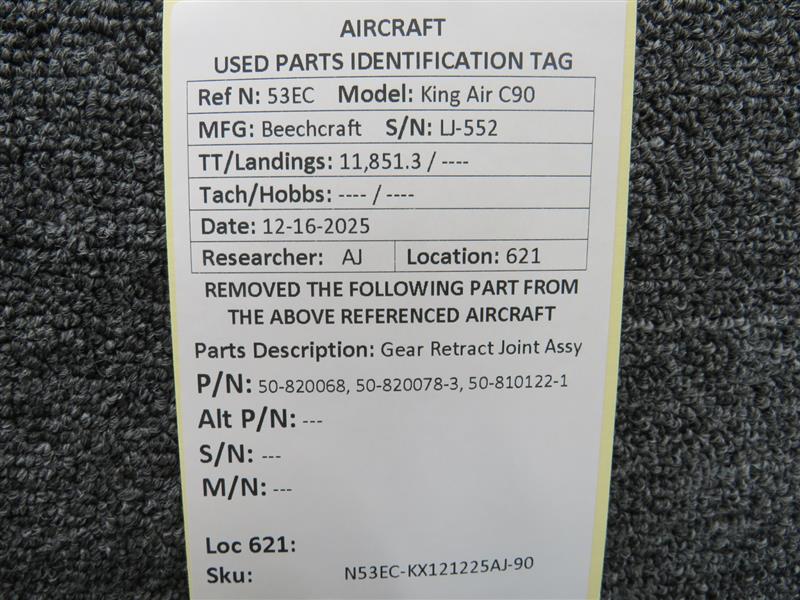 AIRCRAFT
USED PARTS IDENTIFICATION TAG
Ref N: 53EC Model: King Air C90
MFG: Beechcraft S/N: LJ-552
TT/Landings: 11,851.3 / ----
Tach/Hobbs: ---- / ----
Date: 12-16-2025
Researcher: AJ Location: 621
REMOVED THE FOLLOWING PART FROM
THE ABOVE REFERENCED AIRCRAFT
Parts Description: Gear Retract Joint Assy
P/N: 50-820068, 50-820078-3, 50-810122-1
Alt P/N: ---
S/N: ---
M/N: ---
Loc 621:
Sku: N53EC-KX121225AJ-90